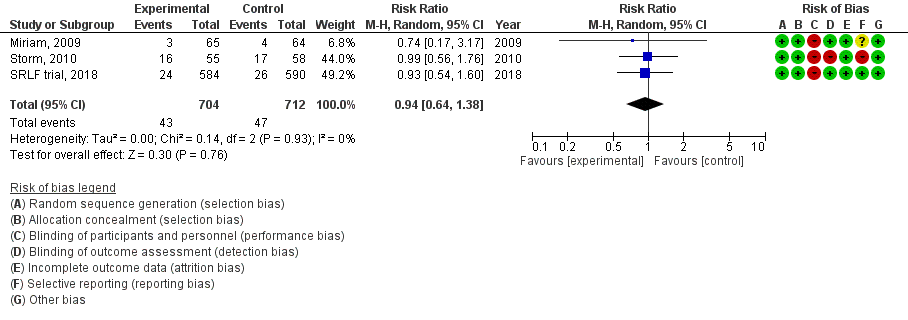 Experimental Control Risk Ratio Risk Ratio Risk of Bias
Study or Subgroup Events Total Events Total Weight M-H, Random, 95% CI Year M-H, Random, 95% CI A B C D E F G
Miriam, 2009 3 65 4 64 6.8% 0.74 [0.17, 3.17] 2009 + + - + + ? +
Storm, 2010 16 55 17 58 44.0% 0.99 [0.56, 1.76] 2010 + + - - + - +
SRLF trial, 2018 24 584 26 590 49.2% 0.93 [0.54, 1.60] 2018 + + - + + + +
Total (95% CI) 704 712 100.0% 0.94 [0.64, 1.38]
Total events 43 47
Heterogeneity: Tau² = 0.00; Chi² = 0.14, df = 2 (P = 0.93); I² = 0%
Test for overall effect: Z = 0.30 (P = 0.76)
0.1 0.2 0.5 1 2 5 10
Favours [experimental] Favours [control]
Risk of bias legend
(A) Random sequence generation (selection bias)
(B) Allocation concealment (selection bias)
(C) Blinding of participants and personnel (performance bias)
(D) Blinding of outcome assessment (detection bias)
(E) Incomplete outcome data (attrition bias)
(F) Selective reporting (reporting bias)
(G) Other bias